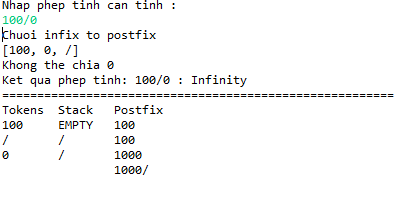 Nhap phep tinh can tinh :
100/0
Chuoi infix to postfix
[100, 0, /]
Khong the chia 0
Ket qua phep tinh: 100/0 : Infinity
========================================================
Tokens Stack Postfix
100 EMPTY 100
/ / 100
0 / 1000
1000/